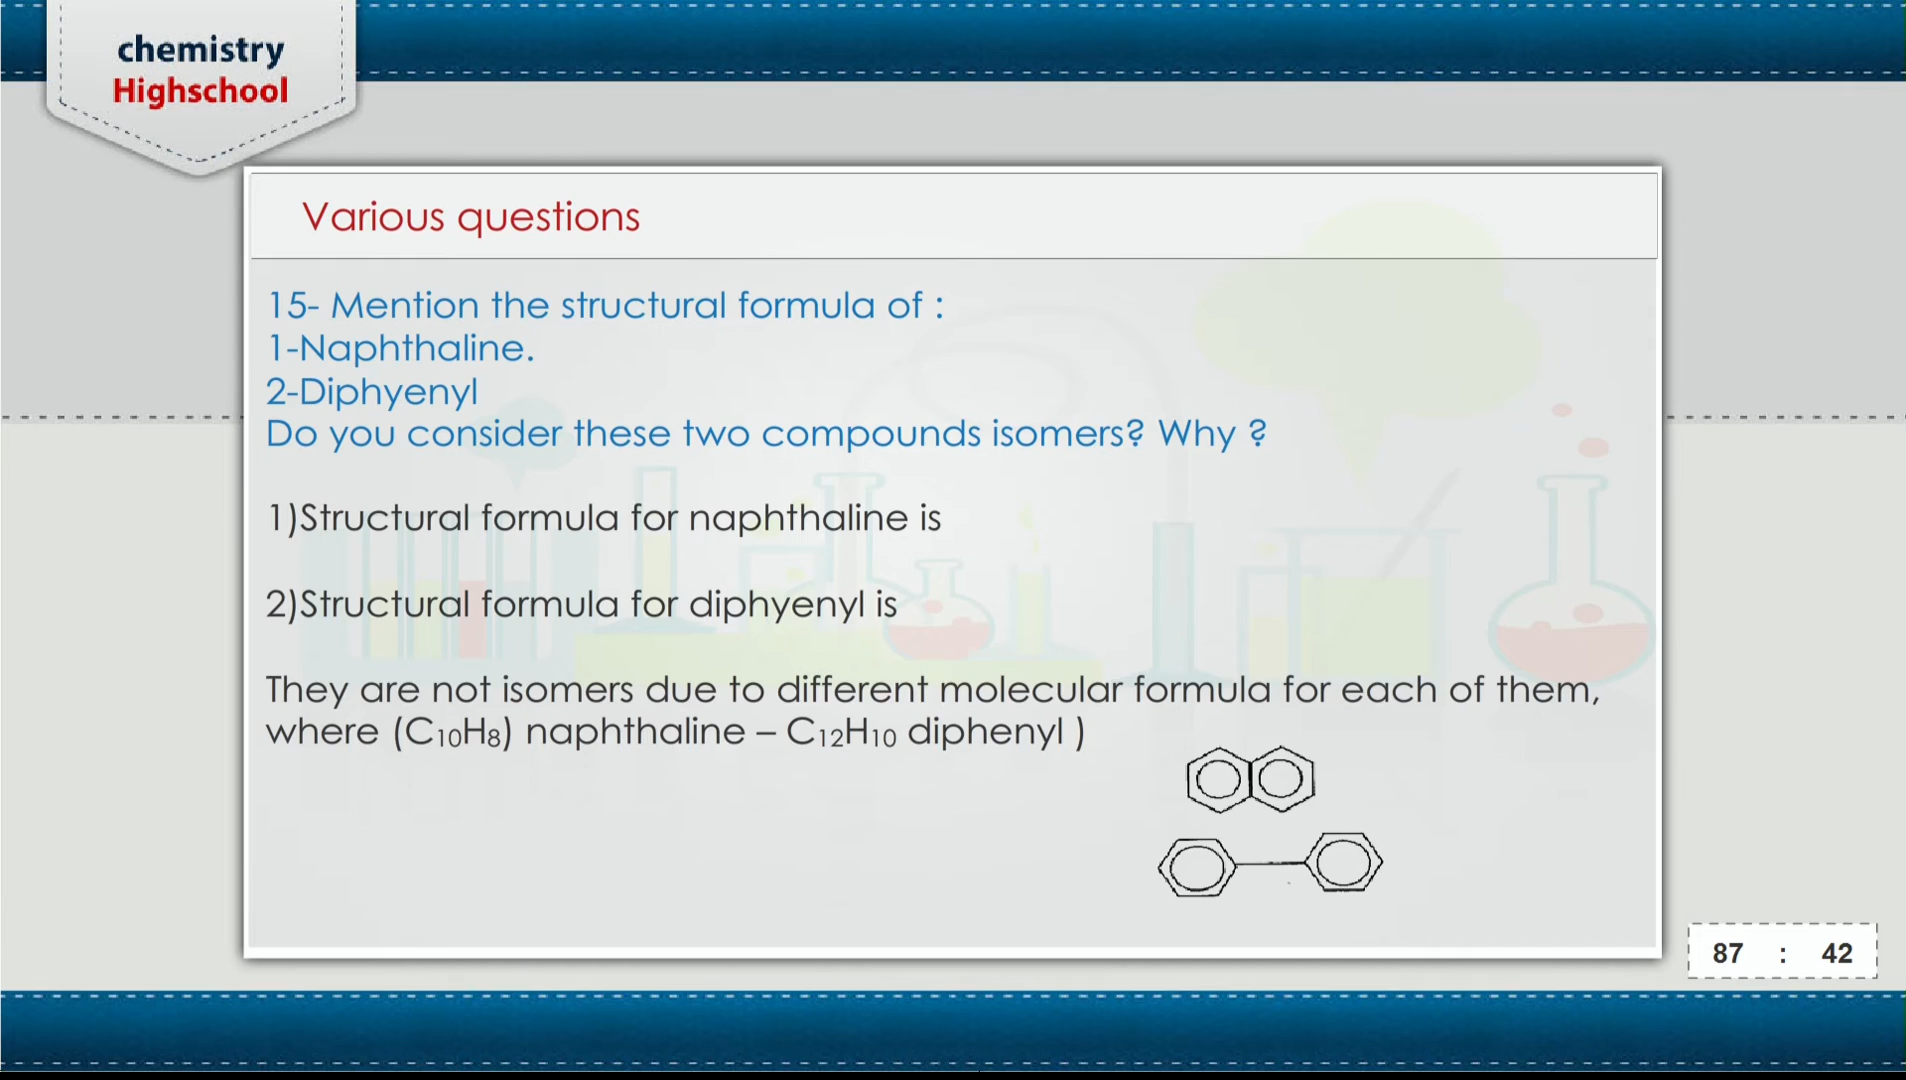 chemistry
Highschool
Various questions
15- Mention the structural formula of :
1-Naphthaline.
2-Diphyenyl
Do you consider these two compounds isomers? Why ?
1)Structural formula for naphthaline is
2)Structural formula for diphyenyl is
They are not isomers due to different molecular formula for each of them,
where (C₁₀H₈) naphthaline – C₁₂H₁₀ diphenyl )
87 : 42